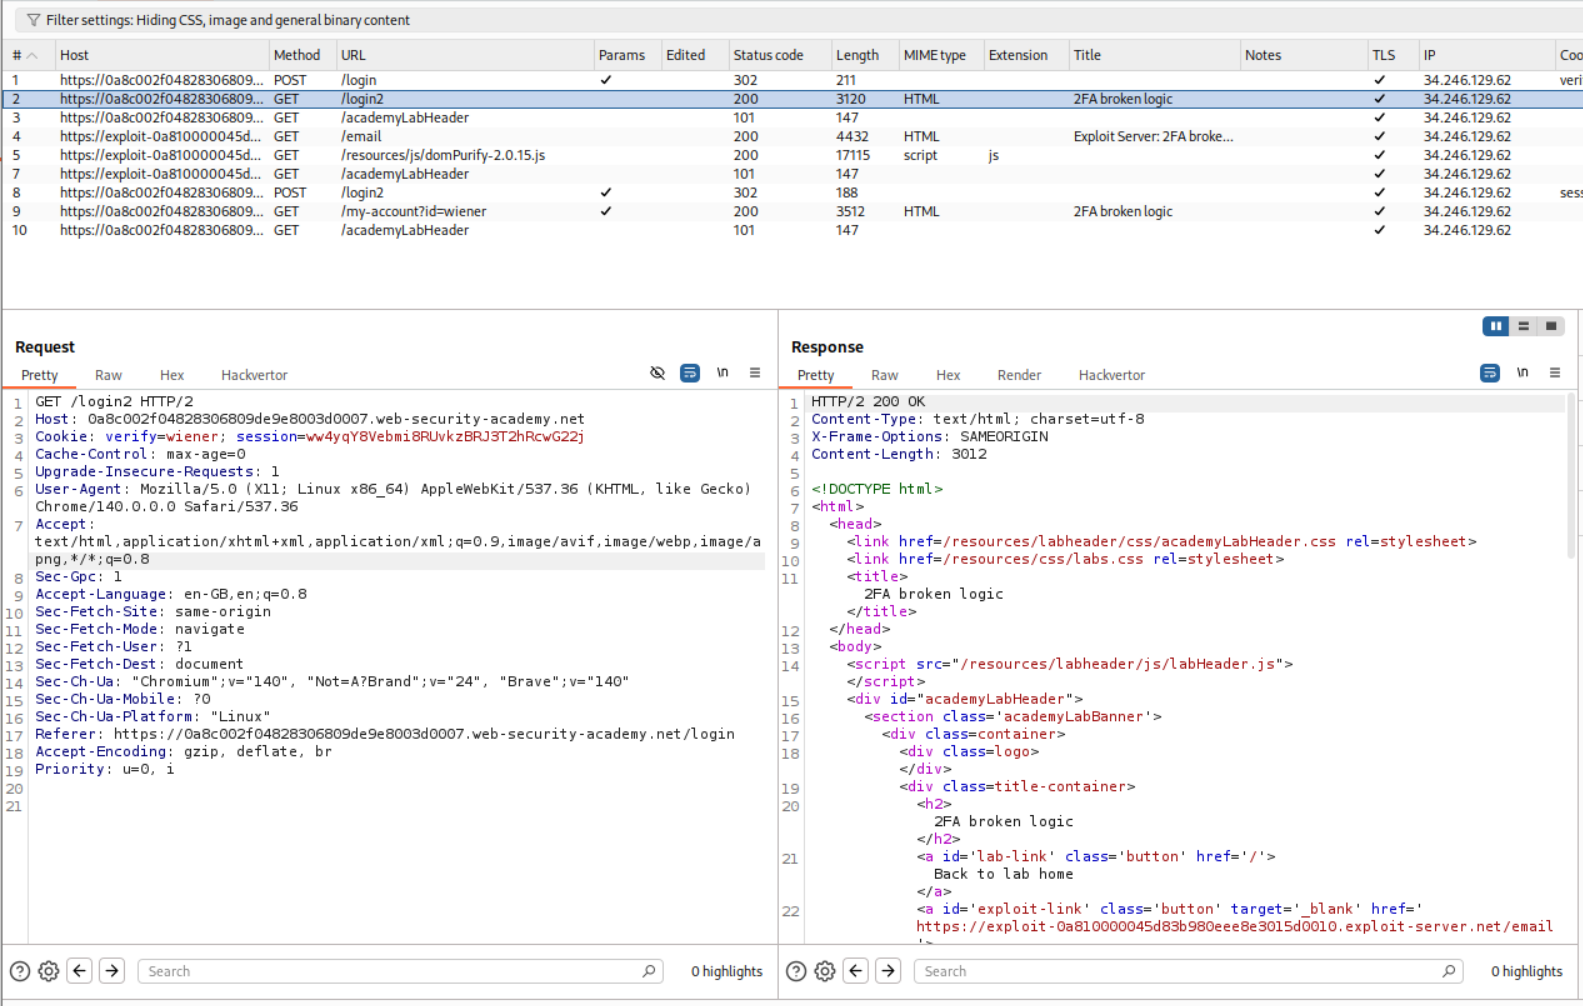 Filter settings: Hiding CSS, image and general binary content
# Host Method URL Params Edited Status code Length MIME type Extension Title Notes TLS IP Coo
1 https://0a8c002f04828306809... POST /login ✓ 302 211 ✓ 34.246.129.62 veri
2 https://0a8c002f04828306809... GET /login2 200 3120 HTML 2FA broken logic ✓ 34.246.129.62
3 https://0a8c002f04828306809... GET /academyLabHeader 101 147 ✓ 34.246.129.62
4 https://exploit-0a810000045d... GET /email 200 4432 HTML Exploit Server: 2FA broke... ✓ 34.246.129.62
5 https://exploit-0a810000045d... GET /resources/js/domPurify-2.0.15.js 200 17115 script js ✓ 34.246.129.62
7 https://exploit-0a810000045d... GET /academyLabHeader 101 147 ✓ 34.246.129.62
8 https://0a8c002f04828306809... POST /login2 ✓ 302 188 ✓ 34.246.129.62 sess
9 https://0a8c002f04828306809... GET /my-account?id=wiener ✓ 200 3512 HTML 2FA broken logic ✓ 34.246.129.62
10 https://0a8c002f04828306809... GET /academyLabHeader 101 147 ✓ 34.246.129.62
Request
Pretty Raw Hex Hackvertor \n
1 GET /login2 HTTP/2
2 Host: 0a8c002f04828306809de9e8003d0007.web-security-academy.net
3 Cookie: verify=wiener; session=ww4yqY8Vebmi8RUvkzBRJ3T2hRcwG22j
4 Cache-Control: max-age=0
5 Upgrade-Insecure-Requests: 1
6 User-Agent: Mozilla/5.0 (X11; Linux x86_64) AppleWebKit/537.36 (KHTML, like Gecko)
Chrome/140.0.0.0 Safari/537.36
7 Accept:
text/html,application/xhtml+xml,application/xml;q=0.9,image/avif,image/webp,image/a
png,*/*;q=0.8
8 Sec-Gpc: 1
9 Accept-Language: en-GB,en;q=0.8
10 Sec-Fetch-Site: same-origin
11 Sec-Fetch-Mode: navigate
12 Sec-Fetch-User: ?1
13 Sec-Fetch-Dest: document
14 Sec-Ch-Ua: "Chromium";v="140", "Not=A?Brand";v="24", "Brave";v="140"
15 Sec-Ch-Ua-Mobile: ?0
16 Sec-Ch-Ua-Platform: "Linux"
17 Referer: https://0a8c002f04828306809de9e8003d0007.web-security-academy.net/login
18 Accept-Encoding: gzip, deflate, br
19 Priority: u=0, i
20
21
0 highlights
Search
Response
Pretty Raw Hex Render Hackvertor \n
1 HTTP/2 200 OK
2 Content-Type: text/html; charset=utf-8
3 X-Frame-Options: SAMEORIGIN
4 Content-Length: 3012
5
6 <!DOCTYPE html>
7 <html>
8 <head>
9 <link href=/resources/labheader/css/academyLabHeader.css rel=stylesheet>
10 <link href=/resources/css/labs.css rel=stylesheet>
11 <title>
2FA broken logic
</title>
12 </head>
13 <body>
14 <script src="/resources/labheader/js/labHeader.js">
</script>
15 <div id="academyLabHeader">
16 <section class='academyLabBanner'>
17 <div class=container>
18 <div class=logo>
</div>
19 <div class=title-container>
20 <h2>
2FA broken logic
</h2>
21 <a id='lab-link' class='button' href='/'>
Back to lab home
</a>
22 <a id='exploit-link' class='button' target='_blank' href='
https://exploit-0a810000045d83b980eee8e3015d0010.exploit-server.net/email
'>
Search
0 highlights